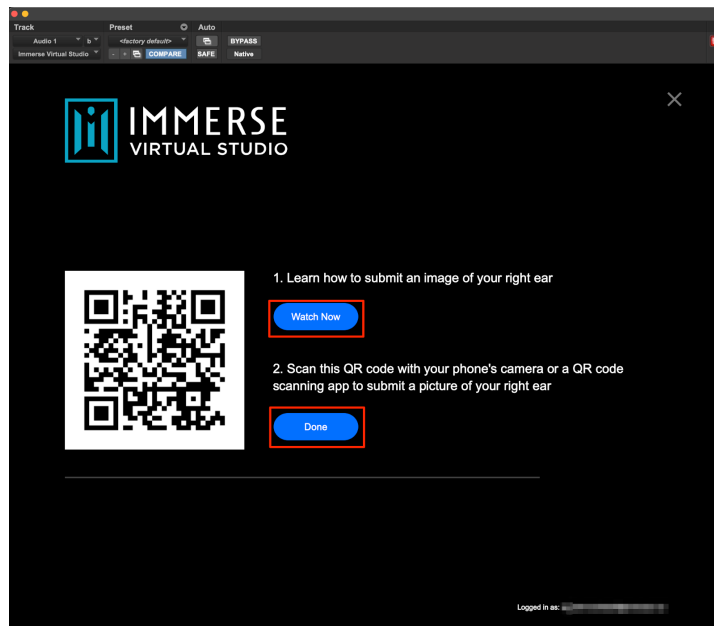 Track Preset Auto
Audio 1 b <factory default> BYPASS
Immerse Virtual Studio - + COMPARE SAFE Native
IMMERSE
VIRTUAL STUDIO
1. Learn how to submit an image of your right ear
Watch Now
2. Scan this QR code with your phone's camera or a QR code
scanning app to submit a picture of your right ear
Done
Logged in as: